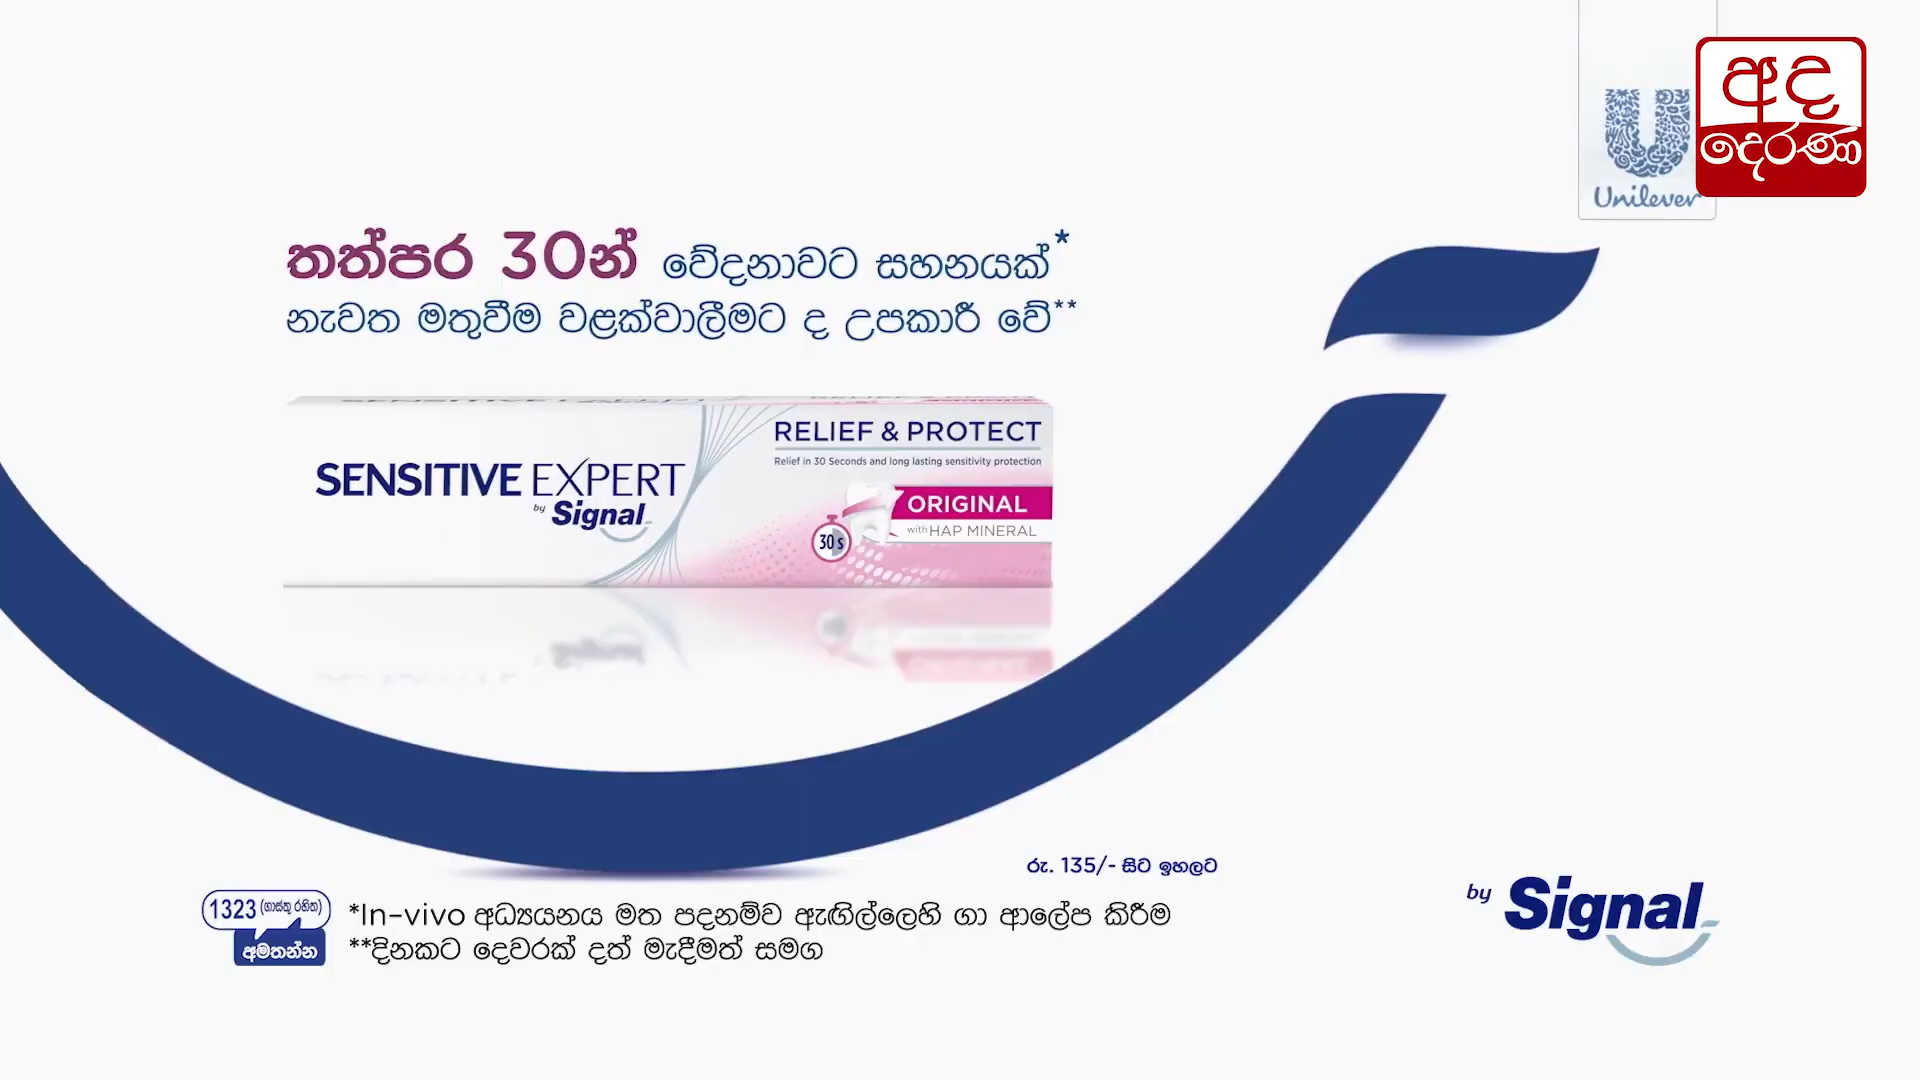 අද
දෙරණ
Unilever
තත්පර 30න් වේදනාවට සහනයක්*
නැවත මතුවීම වළක්වාලීමට ද උපකාරී වේ**
RELIEF & PROTECT
Relief in 30 Seconds and long lasting sensitivity protection
SENSITIVE EXPERT
by Signal
ORIGINAL
with HAP MINERAL
30 s
රු. 135/- සිට ඉහලට
1323 (ගාස්තු රහිත)
අමතන්න
*In-vivo අධ්‍යයනය මත පදනම්ව ඇඟිල්ලෙහි ගා ආලේප කිරීම
**දිනකට දෙවරක් දත් මැදීමත් සමග
by Signal